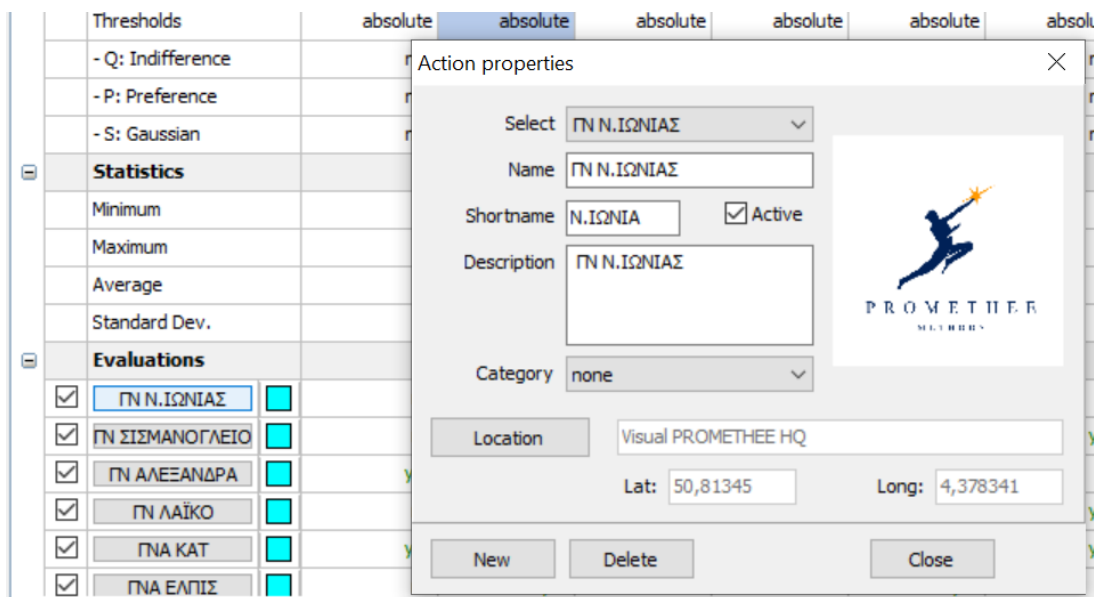 Thresholds absolute absolute absolute absolute absolute
- Q: Indifference
Action properties
- P: Preference
- S: Gaussian
Select ΓΝ Ν.ΙΩΝΙΑΣ
Statistics
Name ΓΝ Ν.ΙΩΝΙΑΣ
Minimum
Shortname Ν.ΙΩΝΙΑ Active
Maximum
Description ΓΝ Ν.ΙΩΝΙΑΣ
Average
PROMETHEE
METHODS
Standard Dev.
Evaluations
Category none
ΓΝ Ν.ΙΩΝΙΑΣ
ΓΝ ΣΙΣΜΑΝΟΓΛΕΙΟ
Location Visual PROMETHEE HQ
ΓΝ ΑΛΕΞΑΝΔΡΑ
Lat: 50,81345 Long: 4,378341
ΓΝ ΛΑΪΚΟ
ΓΝΑ ΚΑΤ
New Delete Close
ΓΝΑ ΕΛΠΙΣ